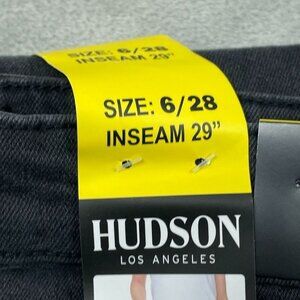 SIZE: 6/28
INSEAM 29"
SIZE: 6/28
INSEAM 29"
HUDSON
LOS ANGELES